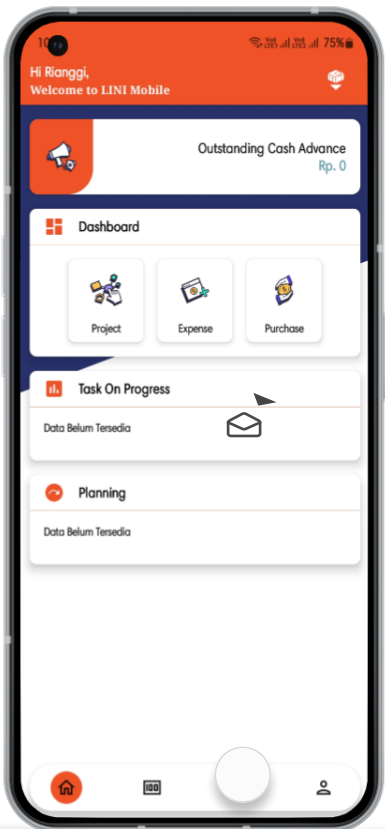 Hi Rianggi,
Welcome to LINI Mobile
75%
Outstanding Cash Advance
Rp. 0
Dashboard
Project Expense Purchase
Task On Progress
Data Belum Tersedia
Planning
Data Belum Tersedia